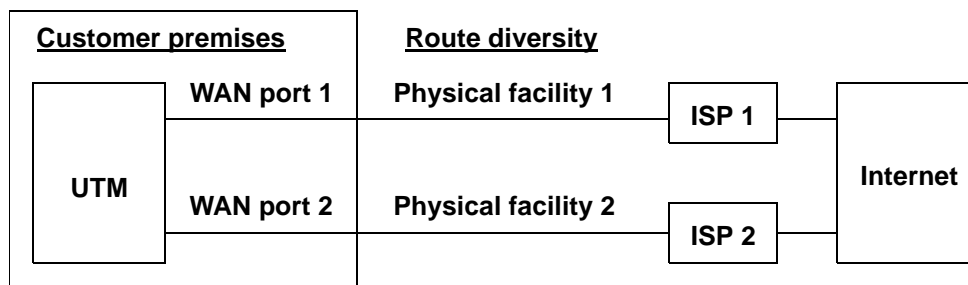 Customer premises
Route diversity
WAN port 1
Physical facility 1
ISP 1
UTM
Internet
WAN port 2
Physical facility 2
ISP 2